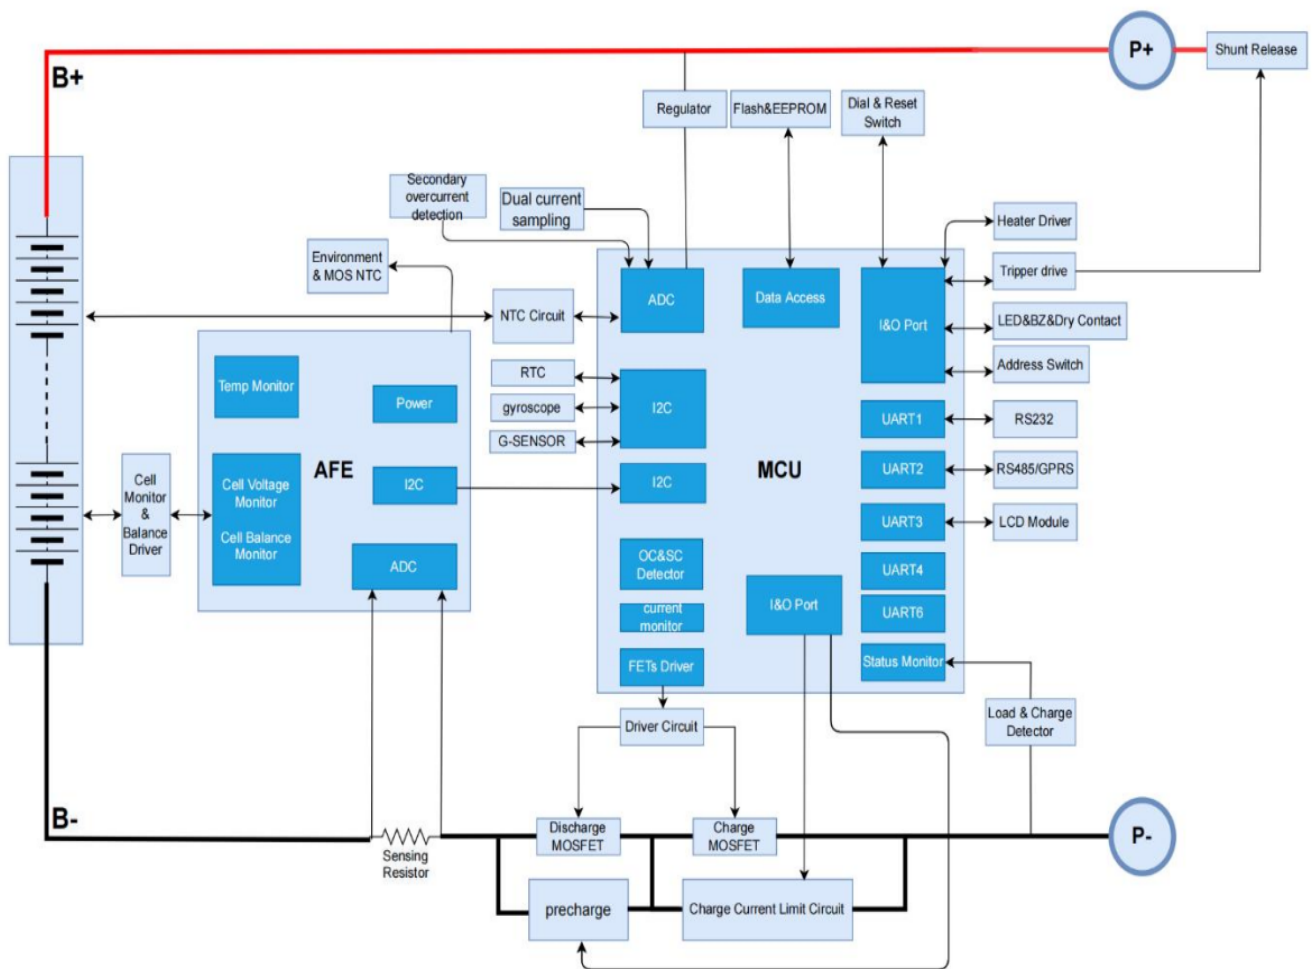 P+
Shunt Release
B+
Regulator
Flash&EEPROM
Dial & Reset
Switch
Secondary
overcurrent
detection
Dual current
sampling
Heater Driver
Environment
& MOS NTC
Tripper drive
ADC
Data Access
I&O Port
NTC Circuit
LED&BZ&Dry Contact
Address Switch
RTC
gyroscope
G-SENSOR
I2C
Temp Monitor
Power
AFE
MCU
UART1
RS232
UART2
RS485/GPRS
UART3
LCD Module
Cell
Monitor
&
Balance
Driver
Cell Voltage
Monitor
Cell Balance
Monitor
I2C
I2C
ADC
OC&SC
Detector
current
monitor
FETs Driver
I&O Port
UART4
UART6
Status Monitor
Load & Charge
Detector
Driver Circuit
B-
Sensing
Resistor
Discharge
MOSFET
Charge
MOSFET
P-
precharge
Charge Current Limit Circuit